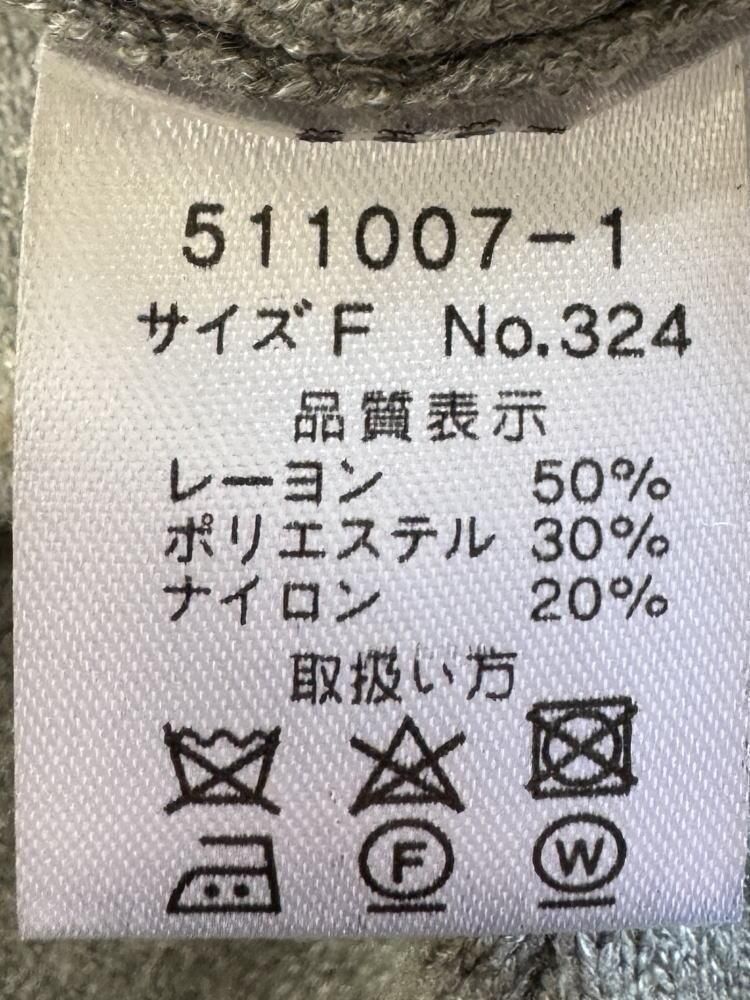 511007-1
サイズF No.324
品質表示
レーヨン 50%
ポリエステル 30%
ナイロン 20%
取扱い方
F W